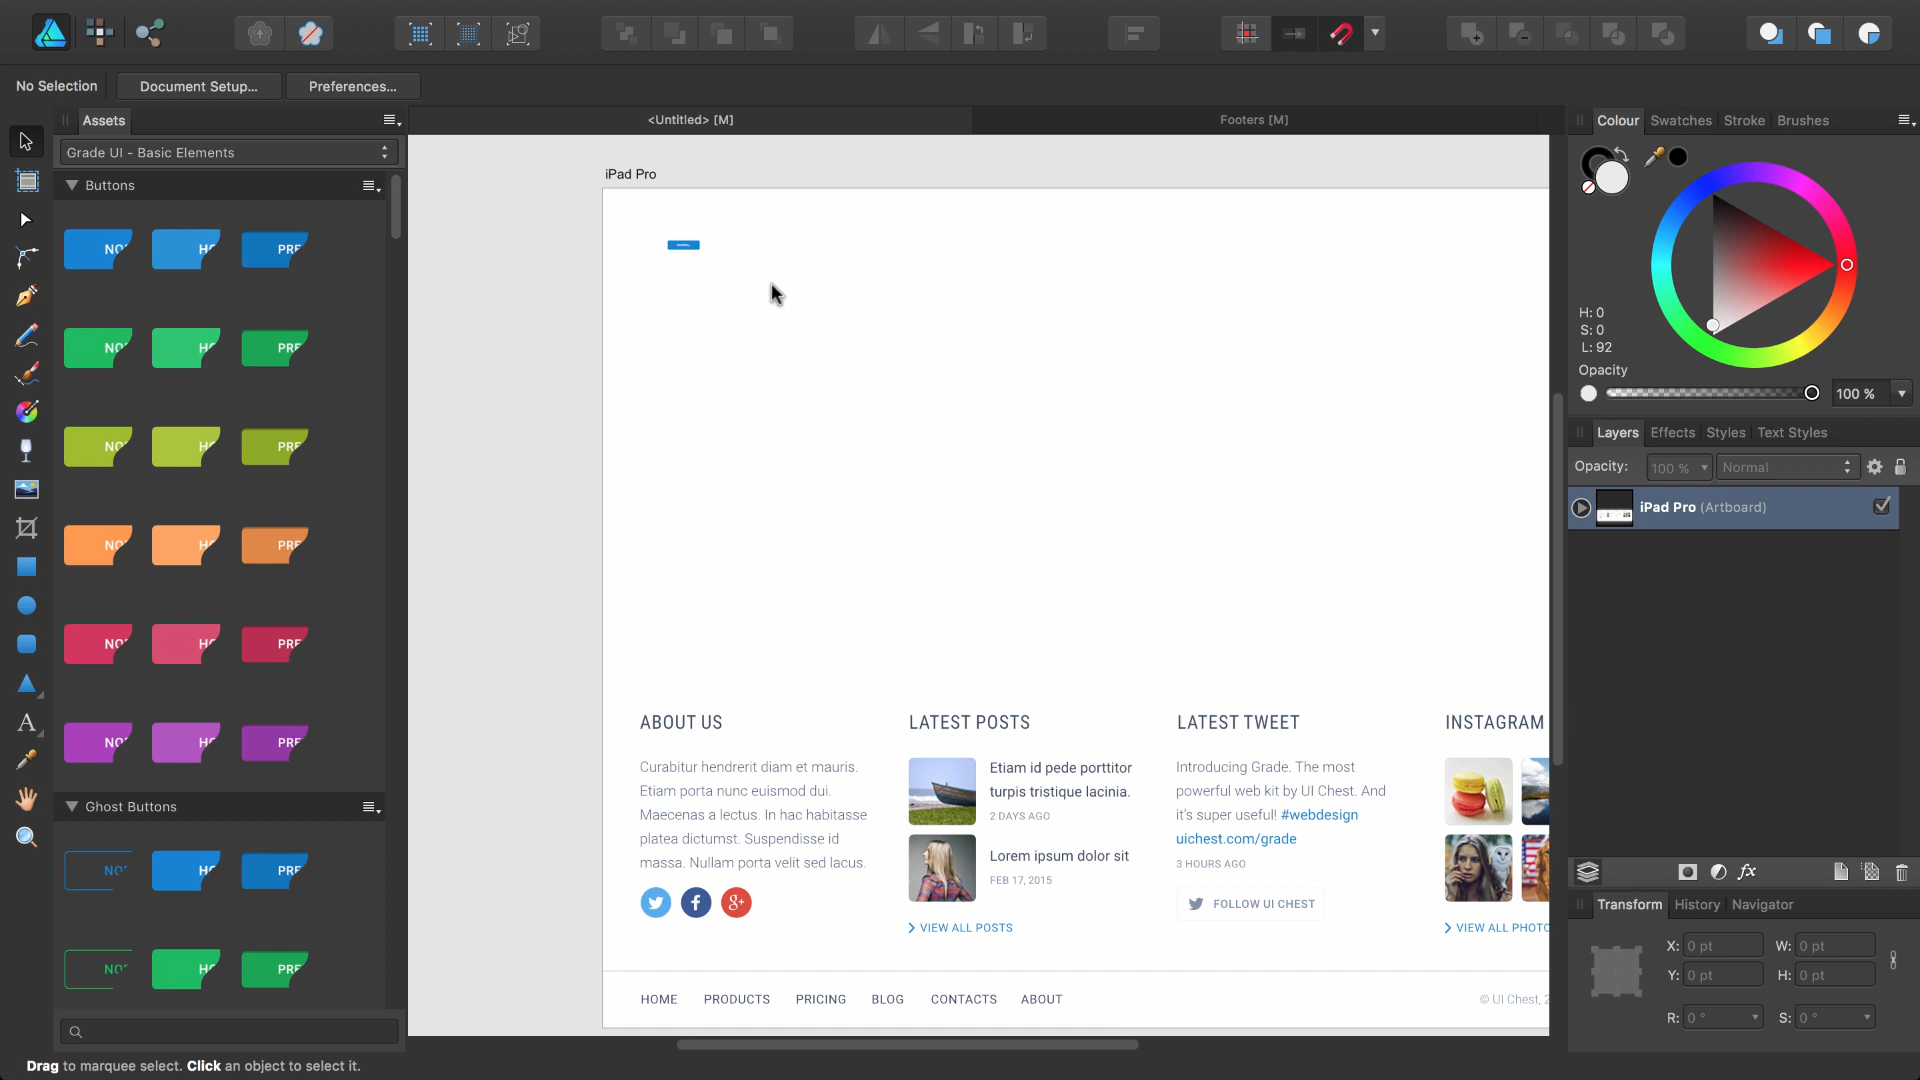 No Selection
Document Setup...
Preferences...
Assets
<Untitled> [M]
Footers [M]
Colour
Swatches
Stroke
Brushes
Grade UI - Basic Elements
Buttons
iPad Pro
H: 0
S: 0
L: 92
Opacity
100 %
Layers
Effects
Styles
Text Styles
Opacity:
100 %
Normal
iPad Pro (Artboard)
Ghost Buttons
ABOUT US
Curabitur hendrerit diam et mauris.
Etiam porta nunc euismod dui.
Maecenas a lectus. In hac habitasse
platea dictumst. Suspendisse id
massa. Nullam porta velit sed lacus.
LATEST POSTS
Etiam id pede porttitor
turpis tristique lacinia.
2 DAYS AGO
Lorem ipsum dolor sit
FEB 17, 2015
VIEW ALL POSTS
LATEST TWEET
Introducing Grade. The most
powerful web kit by UI Chest. And
it's super useful! #webdesign
uichest.com/grade
3 HOURS AGO
FOLLOW UI CHEST
INSTAGRAM
VIEW ALL PHOTO
HOME
PRODUCTS
PRICING
BLOG
CONTACTS
ABOUT
© UI Chest, 2
Transform
History
Navigator
X: 0 pt
W: 0 pt
Y: 0 pt
H: 0 pt
R: 0 °
S: 0 °
Drag to marquee select. Click an object to select it.